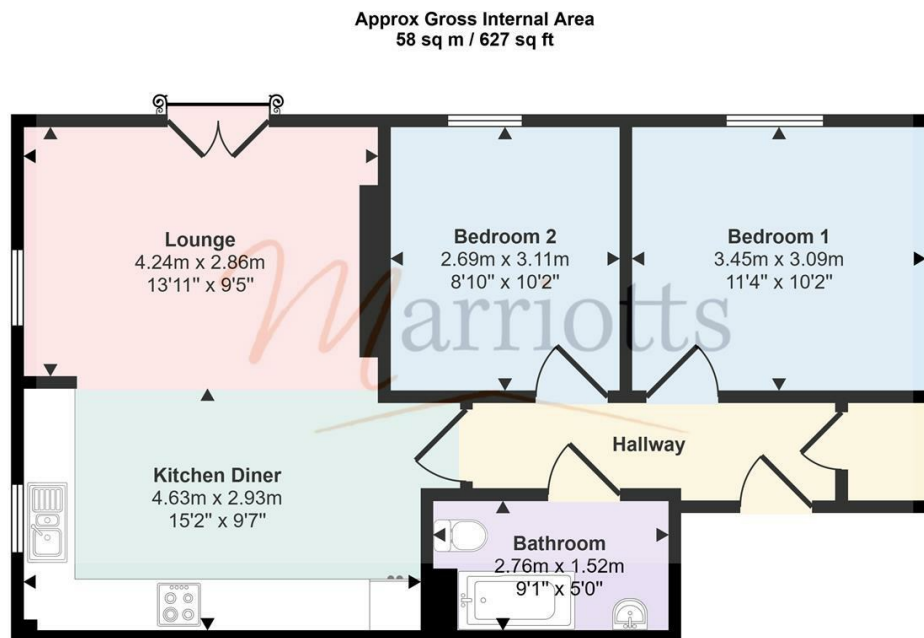 Approx Gross Internal Area
58 sq m / 627 sq ft
Lounge
4.24m x 2.86m
13'11" x 9'5"
Bedroom 2
2.69m x 3.11m
8'10" x 10'2"
Bedroom 1
3.45m x 3.09m
11'4" x 10'2"
Marriotts
Hallway
Kitchen Diner
4.63m x 2.93m
15'2" x 9'7"
Bathroom
2.76m x 1.52m
9'1" x 5'0"